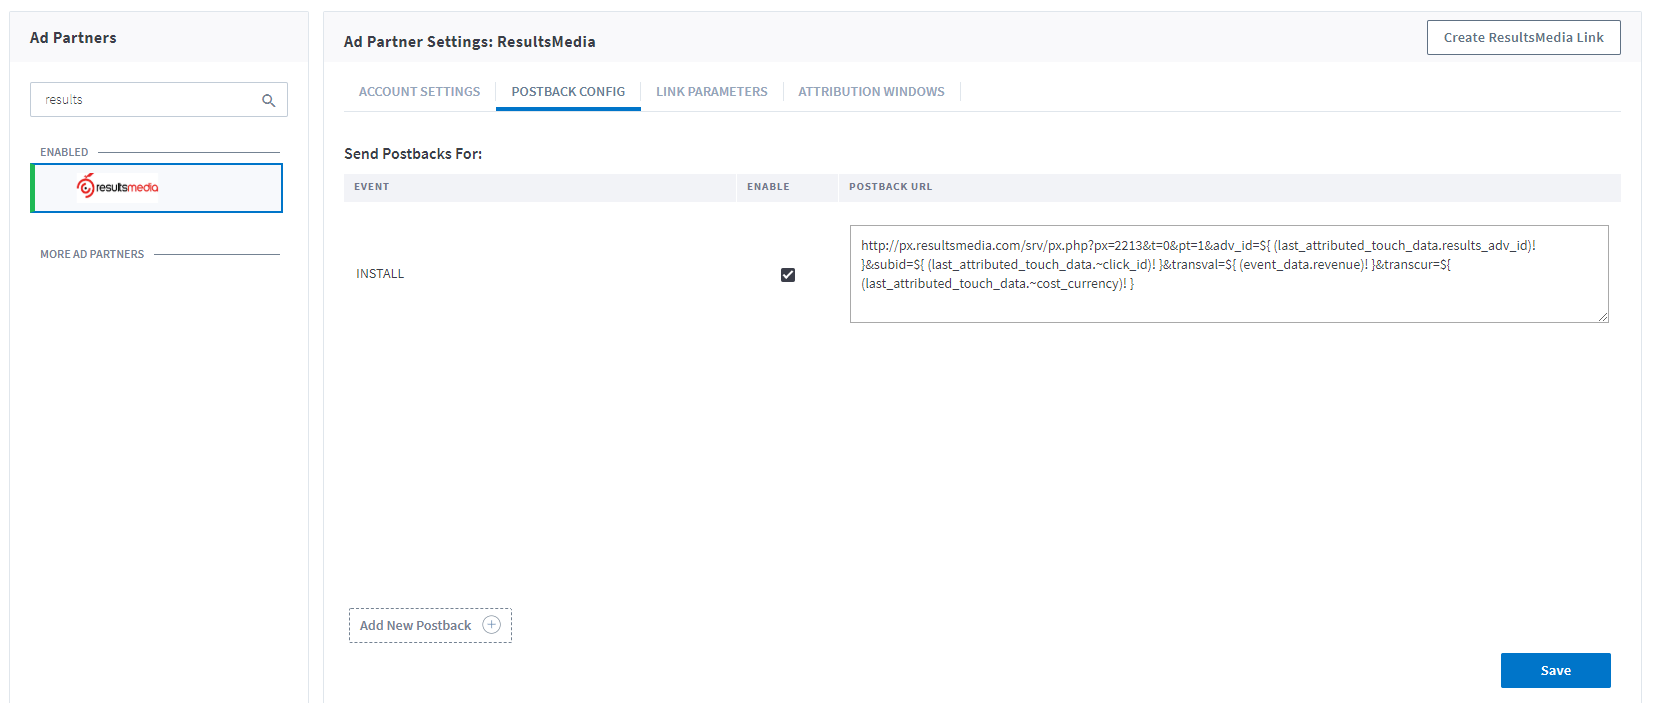 Ad Partners
results
ENABLED
resultsmedia
MORE AD PARTNERS
Ad Partner Settings: ResultsMedia
Create ResultsMedia Link
ACCOUNT SETTINGS
POSTBACK CONFIG
LINK PARAMETERS
ATTRIBUTION WINDOWS
Send Postbacks For:
EVENT
ENABLE
POSTBACK URL
INSTALL
http://px.resultsmedia.com/srv/px.php?px=2213&t=0&pt=1&adv_id=${ (last_attributed_touch_data.results_adv_id)!
}&subid=${ (last_attributed_touch_data.~click_id)! }&transval=${ (event_data.revenue)! }&transcur=${
(last_attributed_touch_data.~cost_currency)! }
Add New Postback
Save